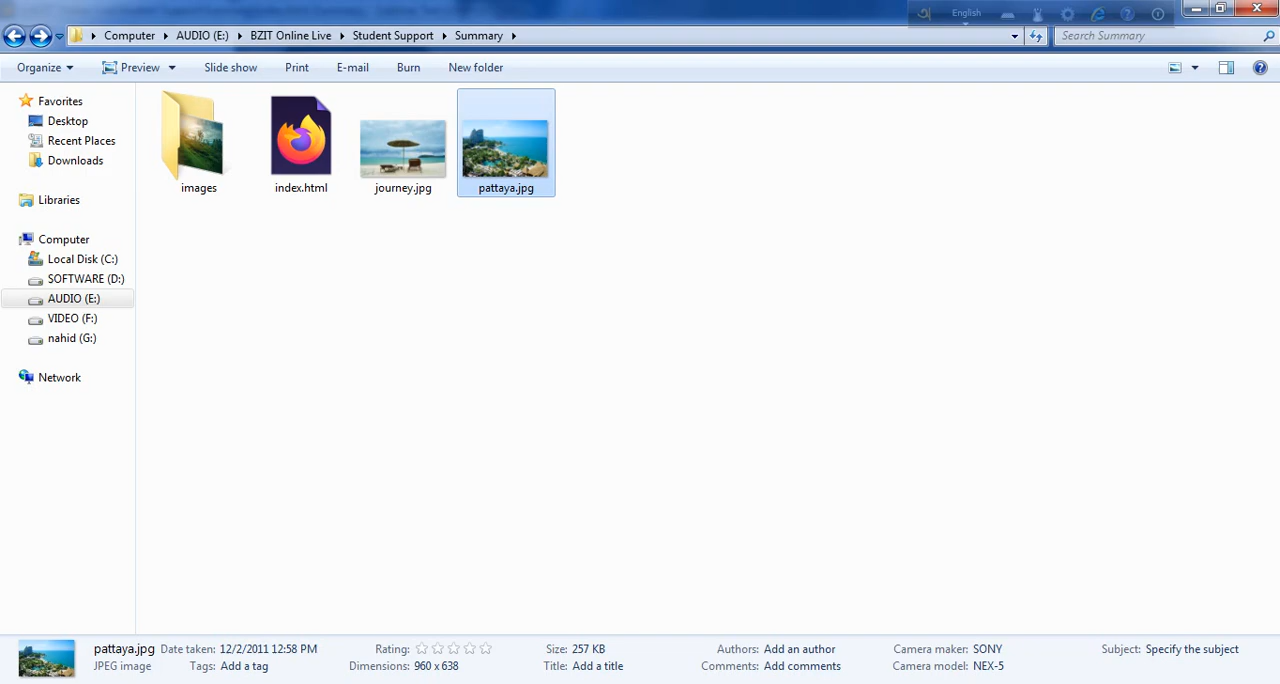 English
Computer
AUDIO (E:)
BZIT Online Live
Student Support
Summary
Search Summary
Organize
Preview
Slide show
Print
E-mail
Burn
New folder
Favorites
Desktop
Recent Places
Downloads
Libraries
Computer
Local Disk (C:)
SOFTWARE (D:)
AUDIO (E:)
VIDEO (F:)
nahid (G:)
Network
images
index.html
journey.jpg
pattaya.jpg
pattaya.jpg Date taken: 12/2/2011 12:58 PM Rating: Size: 257 KB Authors: Add an author Camera maker: SONY Subject: Specify the subject
JPEG image Tags: Add a tag Dimensions: 960 x 638 Title: Add a title Comments: Add comments Camera model: NEX-5